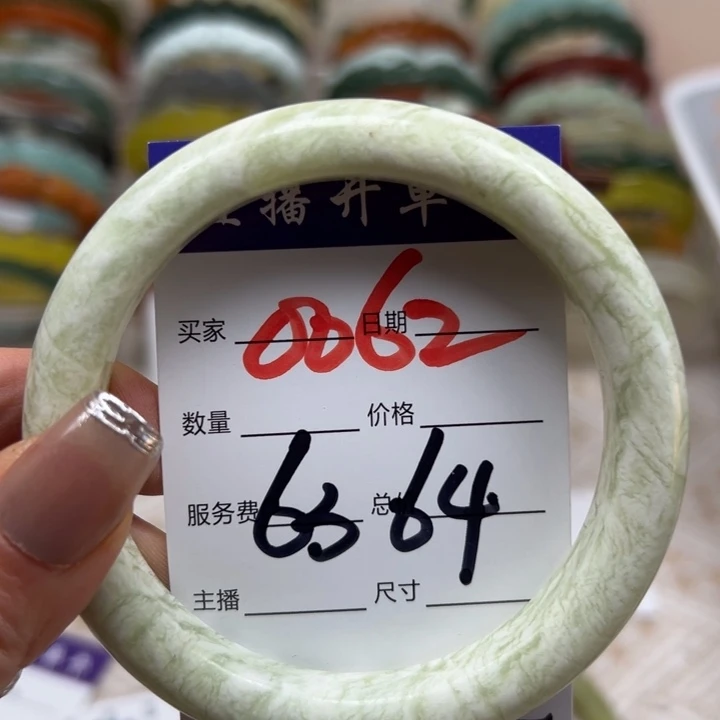 播开单
买家 日期
0062
数量 价格
服务费
63 64
主播 尺寸